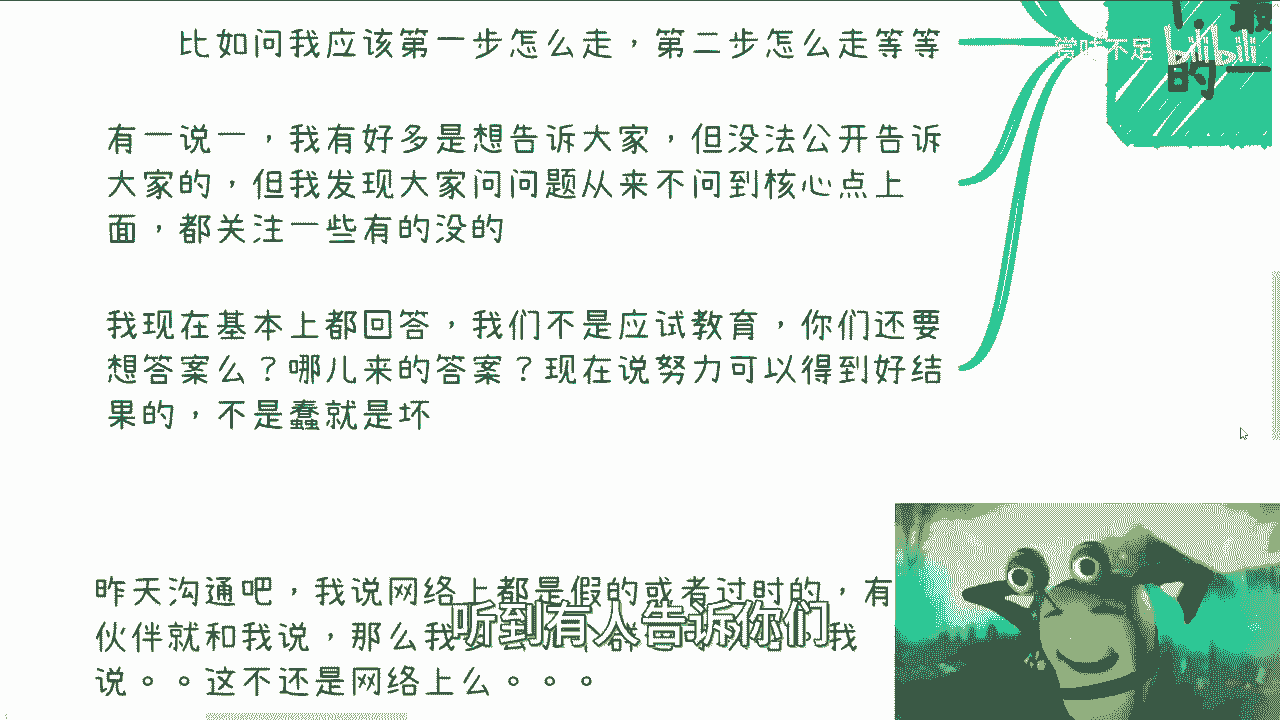 比如问我应该第一步怎么走，第二步怎么走等等
有一说一，我有好多是想告诉大家，但没法公开告诉
大家的，但我发现大家问问题从来不问到核心点上
面，都关注一些有的没的
我现在基本上都回答，我们不是应试教育，你们还要
想答案么？哪儿来的答案？现在说努力可以得到好结
果的，不是蠢就是坏
昨天沟通吧，我说网络上都是假的或者过时的，有
伙伴就和我说，那么我
我
说。。这不还是网络上么。。。
听到有人告诉你们
不足 bilibili
最
的一